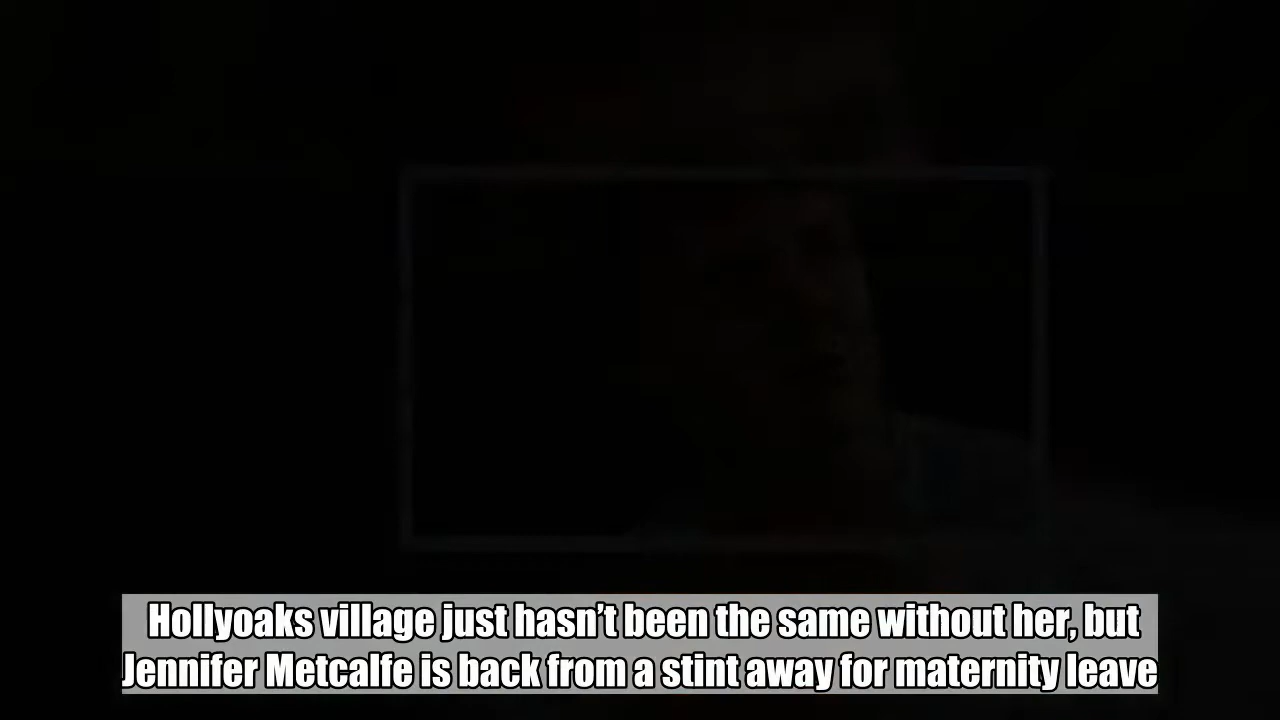 Hollyoaks village just hasn’t been the same without her, but
Jennifer Metcalfe is back from a stint away for maternity leave